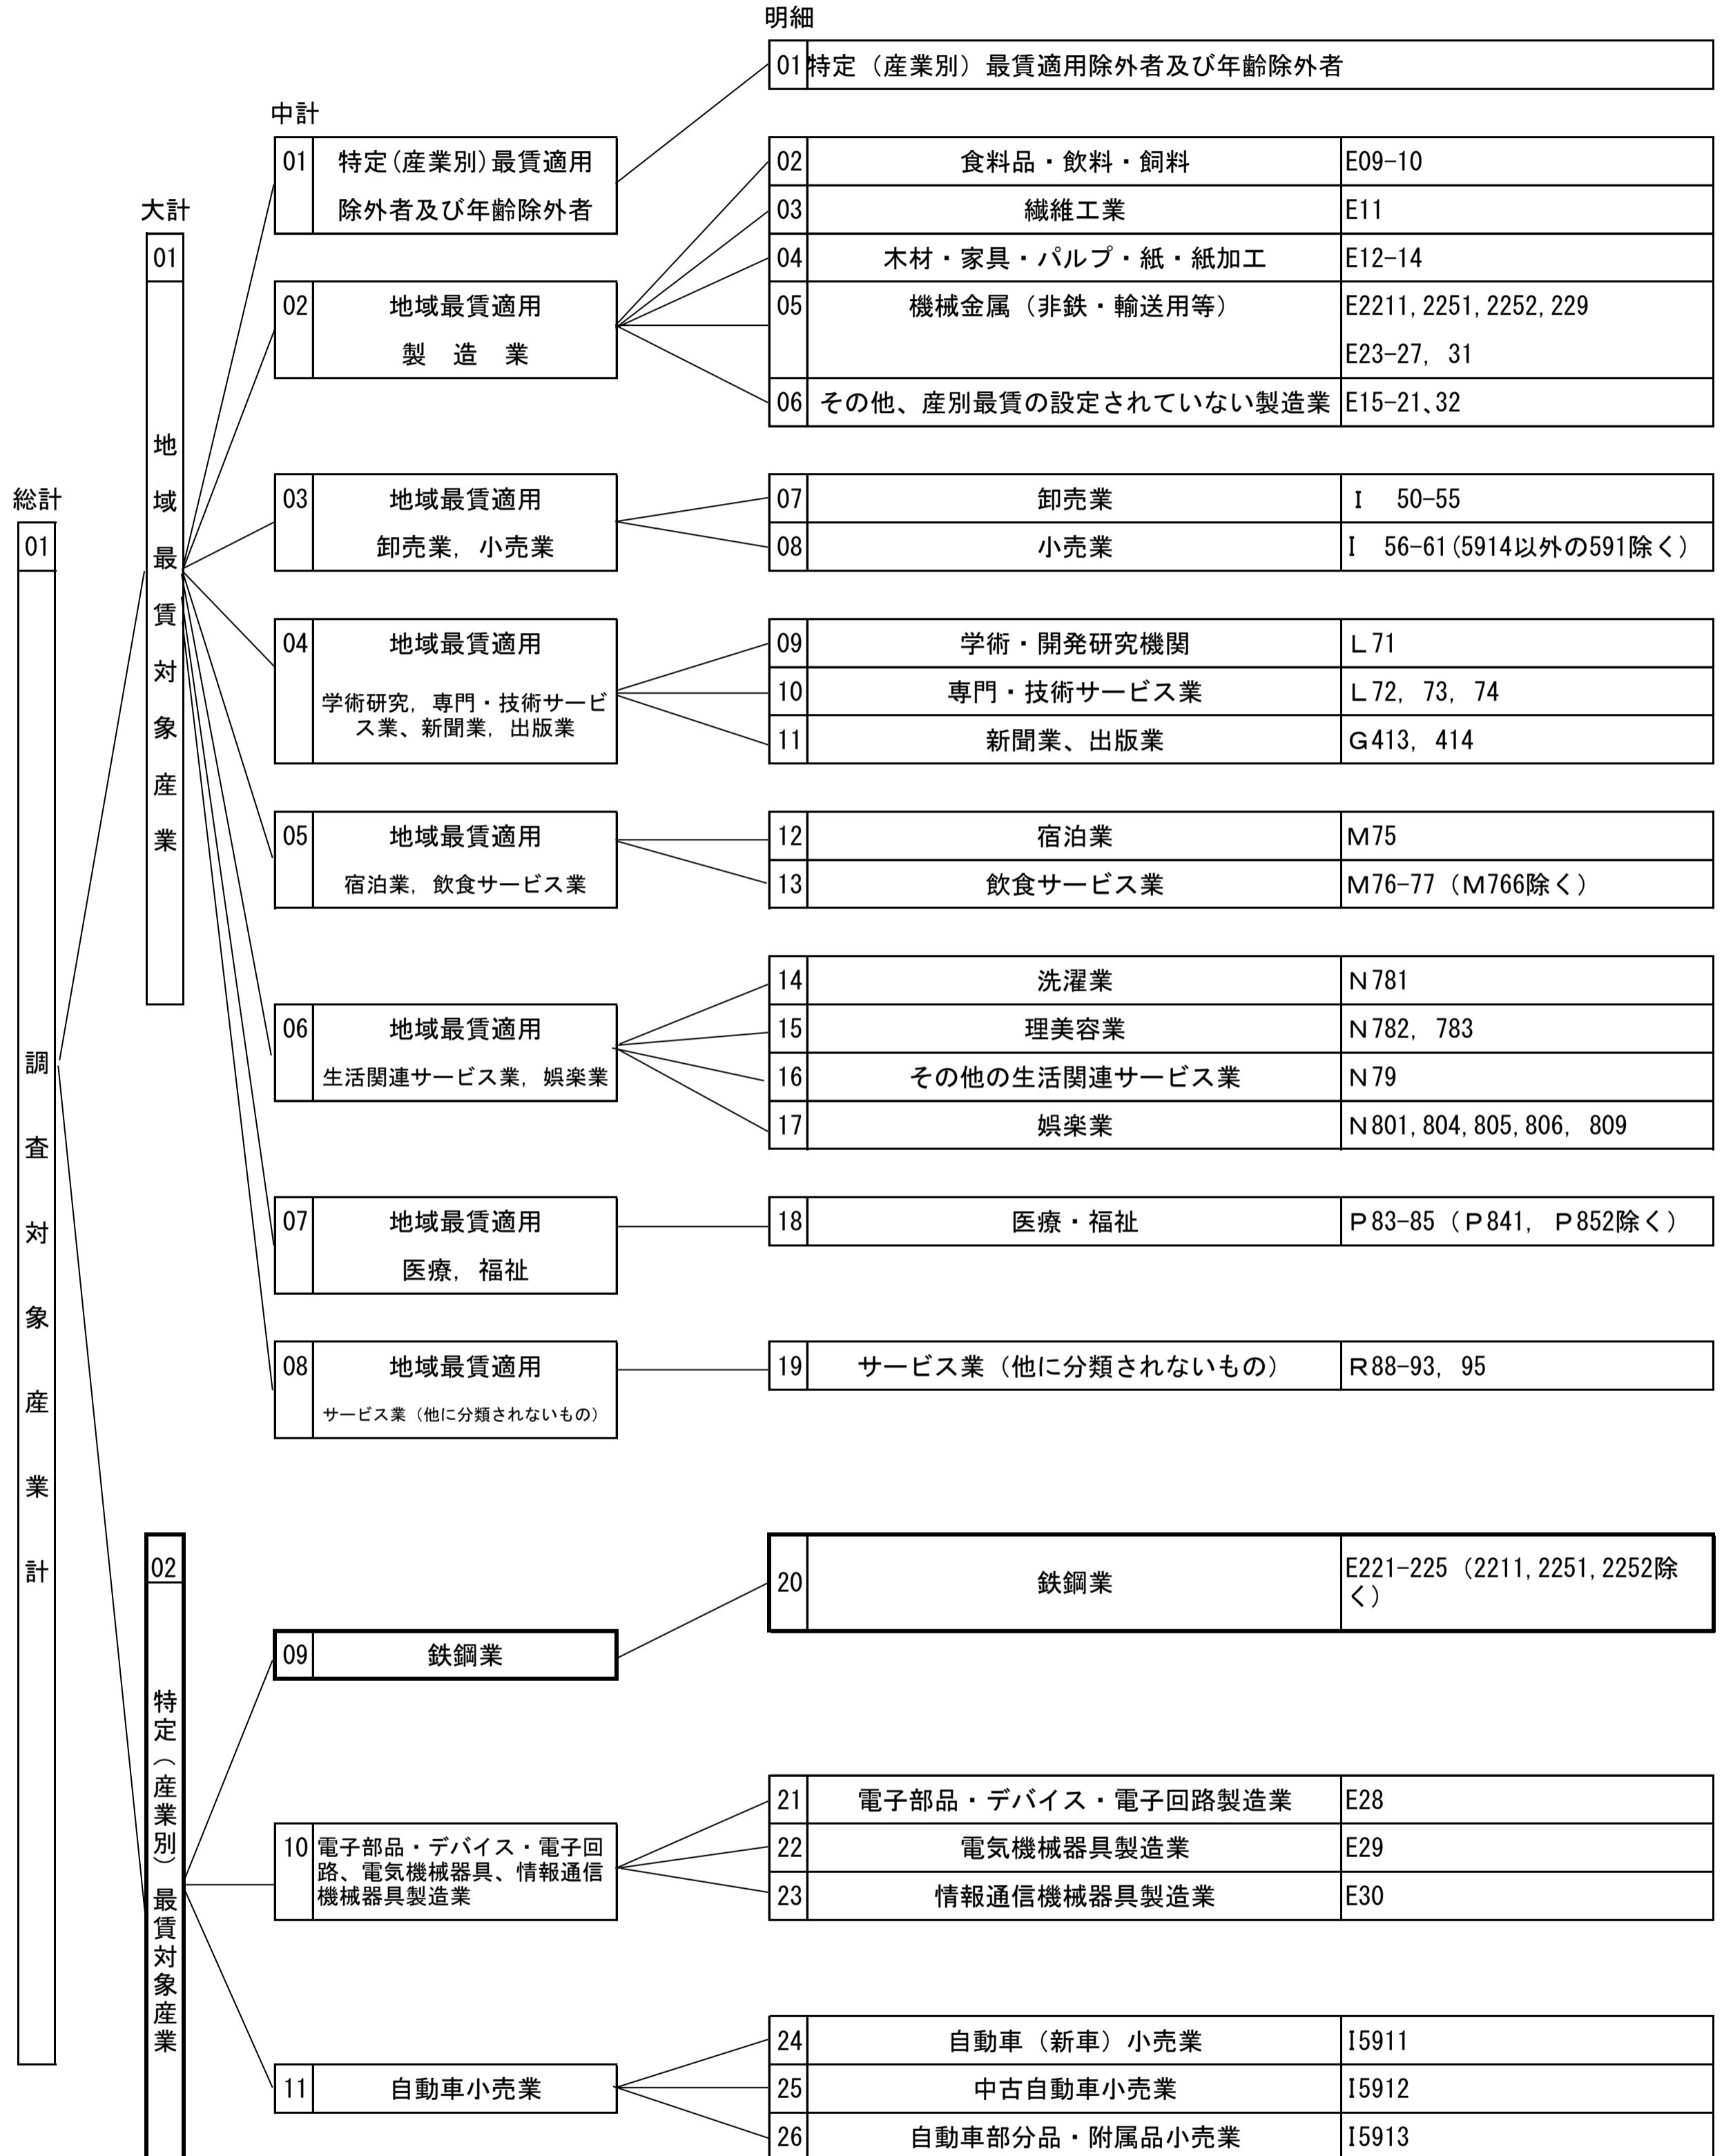 明細
01 特定（産業別）最賃適用除外者及び年齢除外者
中計
01 特定(産業別)最賃適用
除外者及び年齢除外者
02 食料品・飲料・飼料 E09-10
03 繊維工業 E11
04 木材・家具・パルプ・紙・紙加工 E12-14
05 機械金属（非鉄・輸送用等） E2211,2251,2252,229
E23-27, 31
06 その他、産別最賃の設定されていない製造業 E15-21､32
大計
01
地域最賃対象産業
02 地域最賃適用
製　造　業
総計
01
調査対象産業計
03 地域最賃適用
卸売業, 小売業
07 卸売業 Ｉ　50-55
08 小売業 I　56-61(5914以外の591除く)
04 地域最賃適用
学術研究, 専門・技術サービ
ス業、新聞業, 出版業
09 学術・開発研究機関 Ｌ71
10 専門・技術サービス業 Ｌ72, 73, 74
11 新聞業、出版業 Ｇ413, 414
05 地域最賃適用
宿泊業, 飲食サービス業
12 宿泊業 Ｍ75
13 飲食サービス業 Ｍ76-77（Ｍ766除く）
06 地域最賃適用
生活関連サービス業, 娯楽業
14 洗濯業 Ｎ781
15 理美容業 Ｎ782, 783
16 その他の生活関連サービス業 Ｎ79
17 娯楽業 Ｎ801,804,805,806, 809
07 地域最賃適用
医療, 福祉
18 医療・福祉 Ｐ83-85（Ｐ841, Ｐ852除く）
08 地域最賃適用
サービス業（他に分類されないもの）
19 サービス業（他に分類されないもの） Ｒ88-93, 95
02
特定（産業別）最賃対象産業
09 鉄鋼業
20 鉄鋼業 E221-225（2211,2251,2252除
く）
10 電子部品・デバイス・電子回
路、電気機械器具、情報通信
機械器具製造業
21 電子部品・デバイス・電子回路製造業 E28
22 電気機械器具製造業 E29
23 情報通信機械器具製造業 E30
11 自動車小売業
24 自動車（新車）小売業 I5911
25 中古自動車小売業 I5912
26 自動車部分品・附属品小売業 I5913